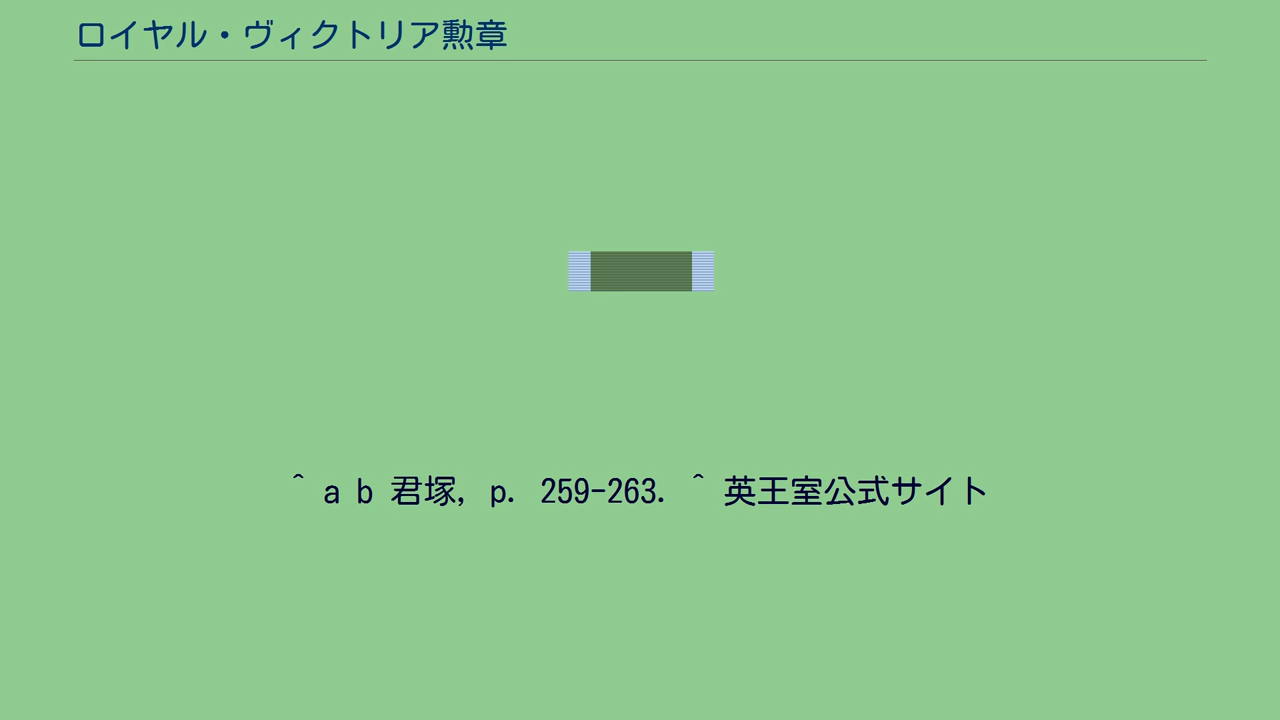 ロイヤル・ヴィクトリア勲章
^ a b 君塚, p. 259-263. ^ 英王室公式サイト